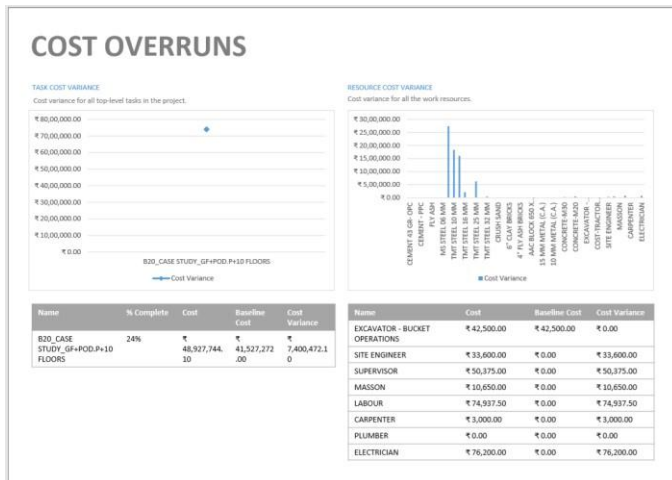 COST OVERRUNS
TASK COST VARIANCE
Cost variance for all top-level tasks in the project.
₹ 80,00,000.00
₹ 70,00,000.00
₹ 60,00,000.00
₹ 50,00,000.00
₹ 40,00,000.00
₹ 30,00,000.00
₹ 20,00,000.00
₹ 10,00,000.00
₹ 0.00
B20_CASE STUDY_GF+POD.P+10 FLOORS
Cost Variance
Name % Complete Cost Baseline Cost Cost Variance
B20_CASE 24% ₹ ₹ ₹
STUDY_GF+POD.P+10 48,927,744. 41,527,272 7,400,472.1
FLOORS 10 .00 0
RESOURCE COST VARIANCE
Cost variance for all the work resources.
₹ 30,00,000.00
₹ 25,00,000.00
₹ 20,00,000.00
₹ 15,00,000.00
₹ 10,00,000.00
₹ 5,00,000.00
₹ 0.00
CEMENT 43 GR- OPC
CEMENT - PPC
FLY ASH
MS STEEL 06 MM
TMT STEEL 10 MM
TMT STEEL 16 MM
TMT STEEL 25 MM
TMT STEEL 32 MM
CRUSH SAND
6" CLAY BRICKS
4" FLY ASH BRICKS
AAC BLOCK 650 X...
15 MM METAL (C.A.)
10 MM METAL (C.A.)
CONCRETE-M30
CONCRETE-M20
EXCAVATOR -...
COST-TRACTOR...
SITE ENGINEER
MASSON
CARPENTER
ELECTRICIAN
Cost Variance
Name Cost Baseline Cost Cost Variance
EXCAVATOR - BUCKET ₹ 42,500.00 ₹ 42,500.00 ₹ 0.00
OPERATIONS
SITE ENGINEER ₹ 33,600.00 ₹ 0.00 ₹ 33,600.00
SUPERVISOR ₹ 50,375.00 ₹ 0.00 ₹ 50,375.00
MASSON ₹ 10,650.00 ₹ 0.00 ₹ 10,650.00
LABOUR ₹ 74,937.50 ₹ 0.00 ₹ 74,937.50
CARPENTER ₹ 3,000.00 ₹ 0.00 ₹ 3,000.00
PLUMBER ₹ 0.00 ₹ 0.00 ₹ 0.00
ELECTRICIAN ₹ 76,200.00 ₹ 0.00 ₹ 76,200.00